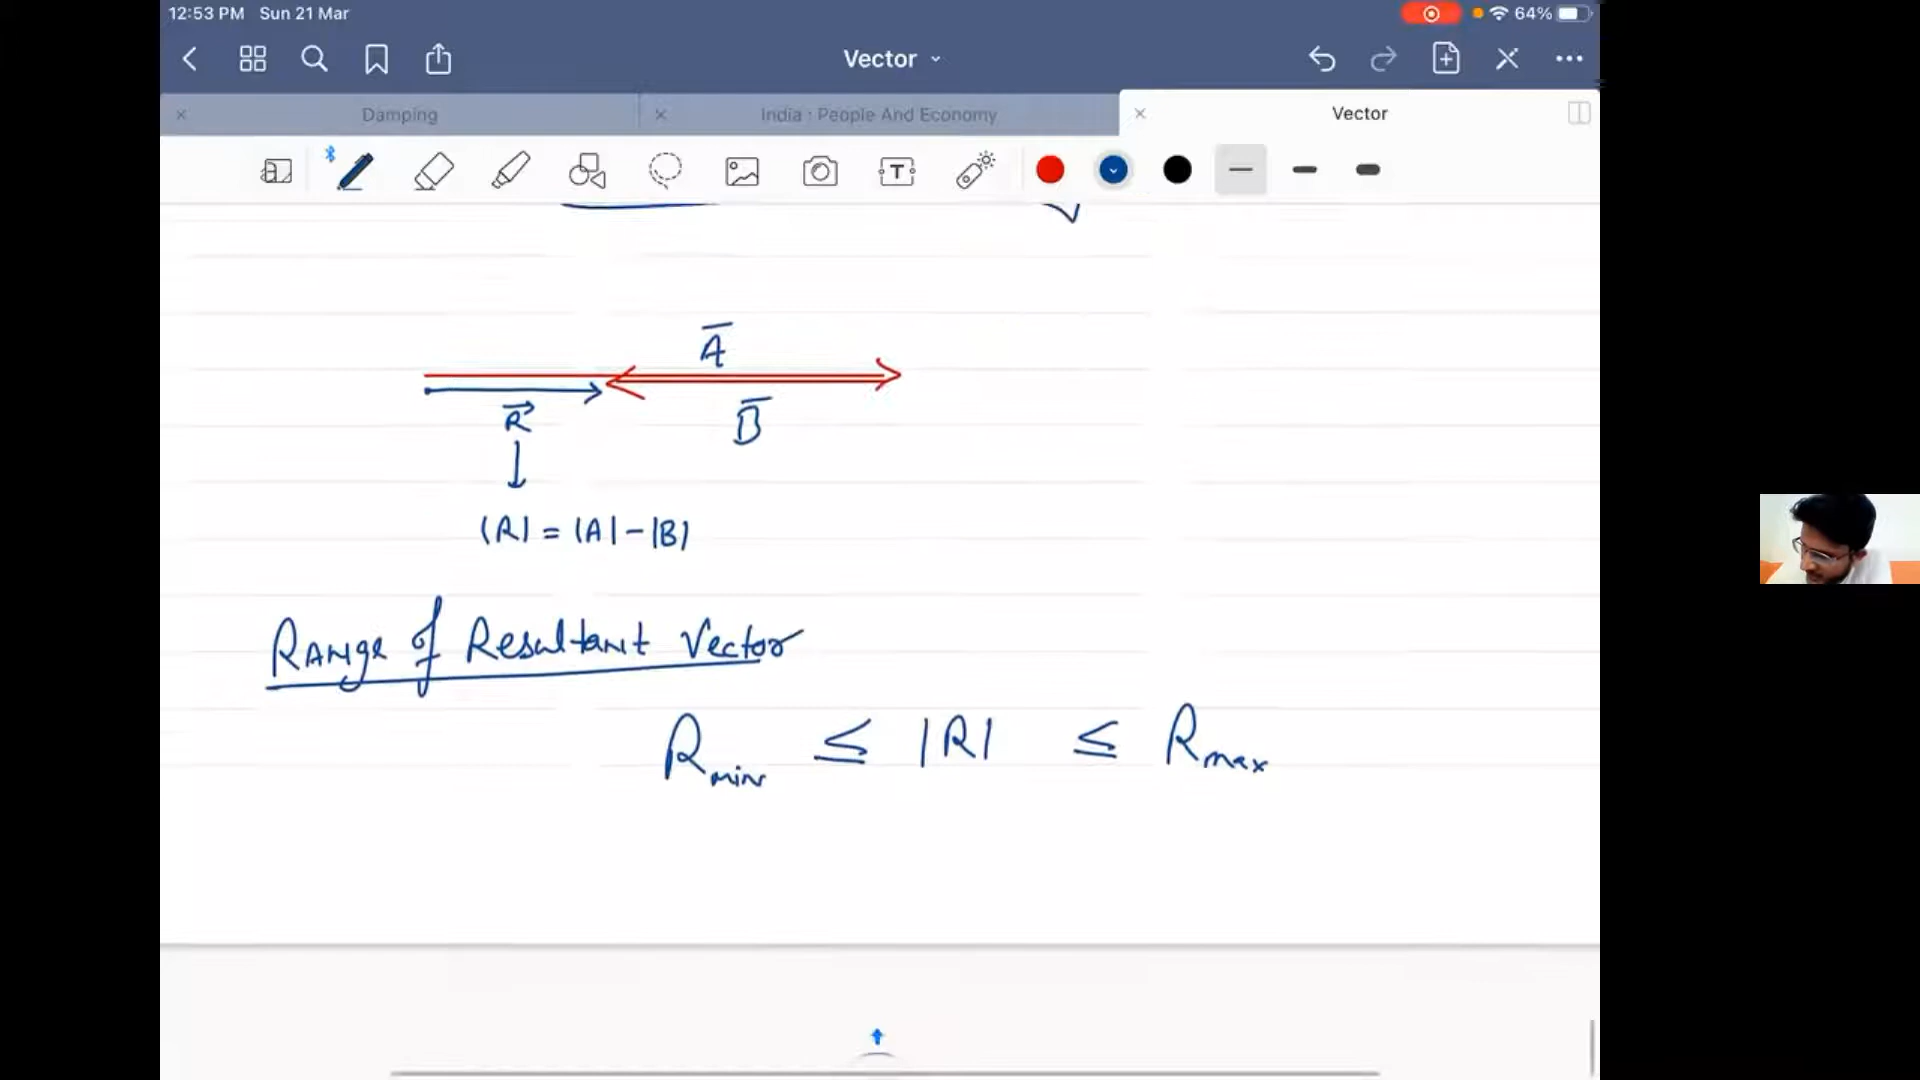 12:53 PM Sun 21 Mar
64%
Vector
Damping
India : People And Economy
Vector
T
A
R
B
|R| = |A| - |B|
Range of Resultant Vector
Rmin ≤ |R| ≤ Rmax